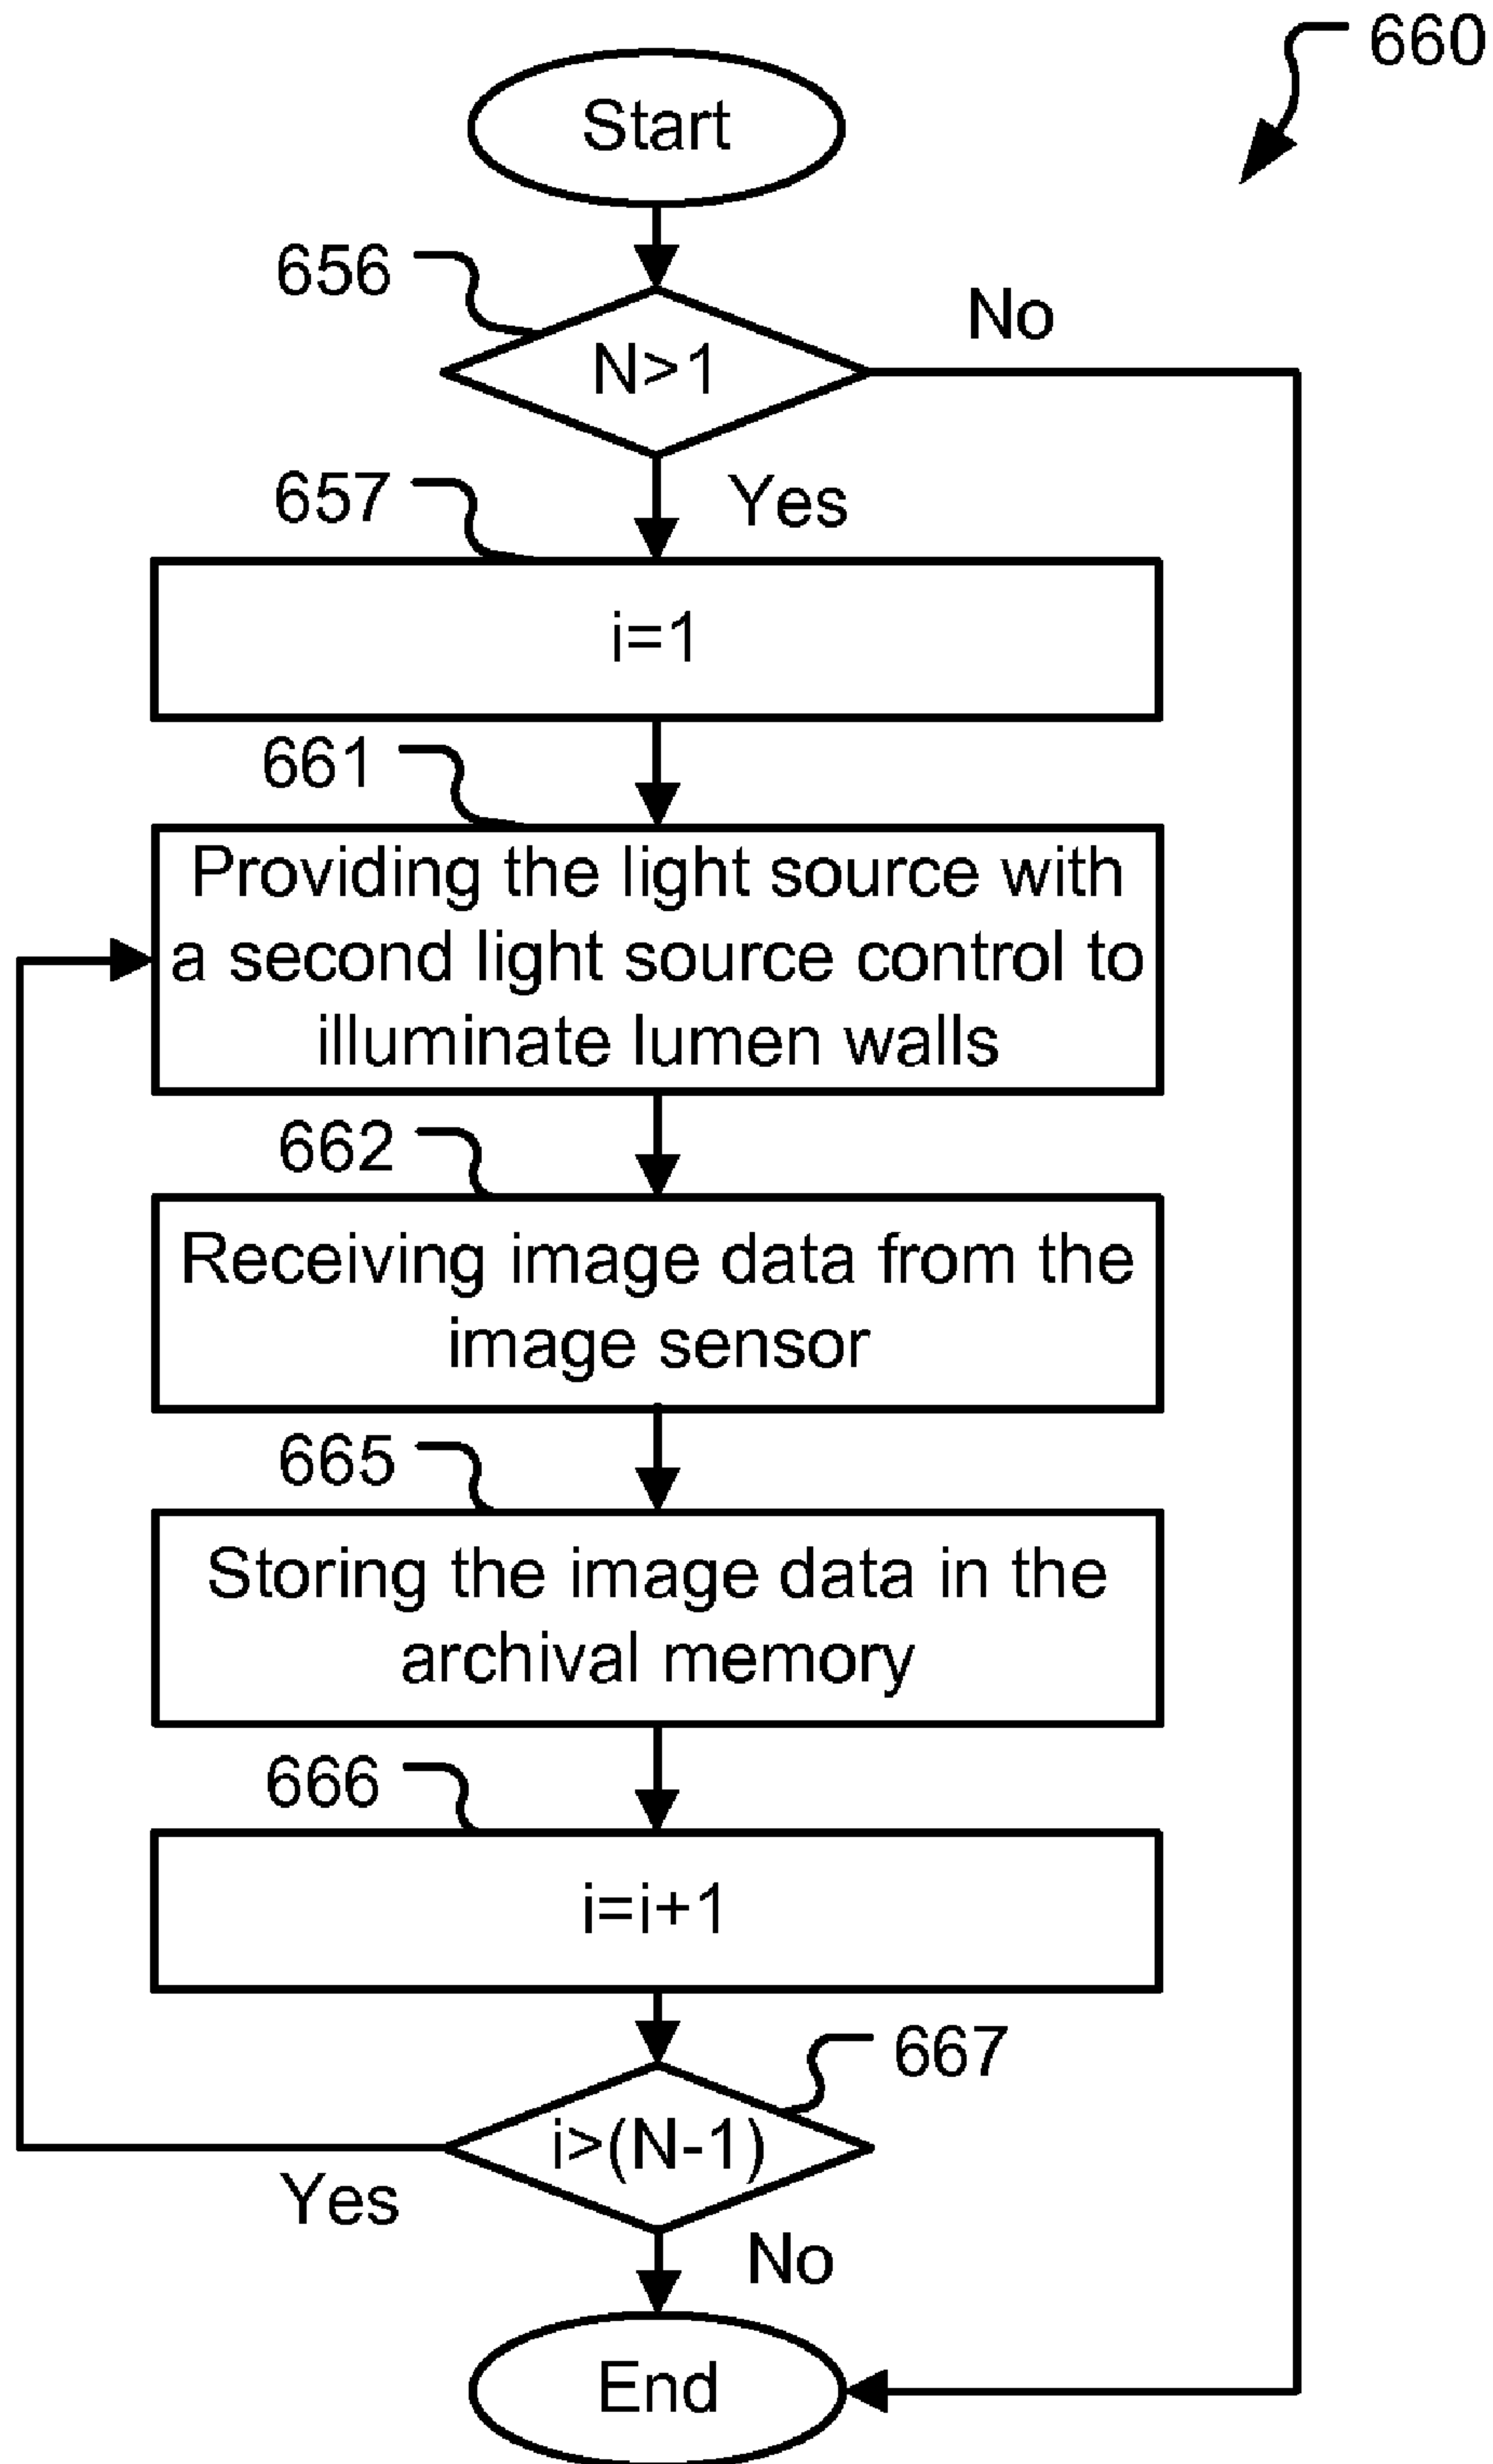 660
Start
656
N>1
No
657
Yes
i=1
661
Providing the light source with
a second light source control to
illuminate lumen walls
662
Receiving image data from the
image sensor
665
Storing the image data in the
archival memory
666
i=i+1
667
i>(N-1)
Yes
No
End